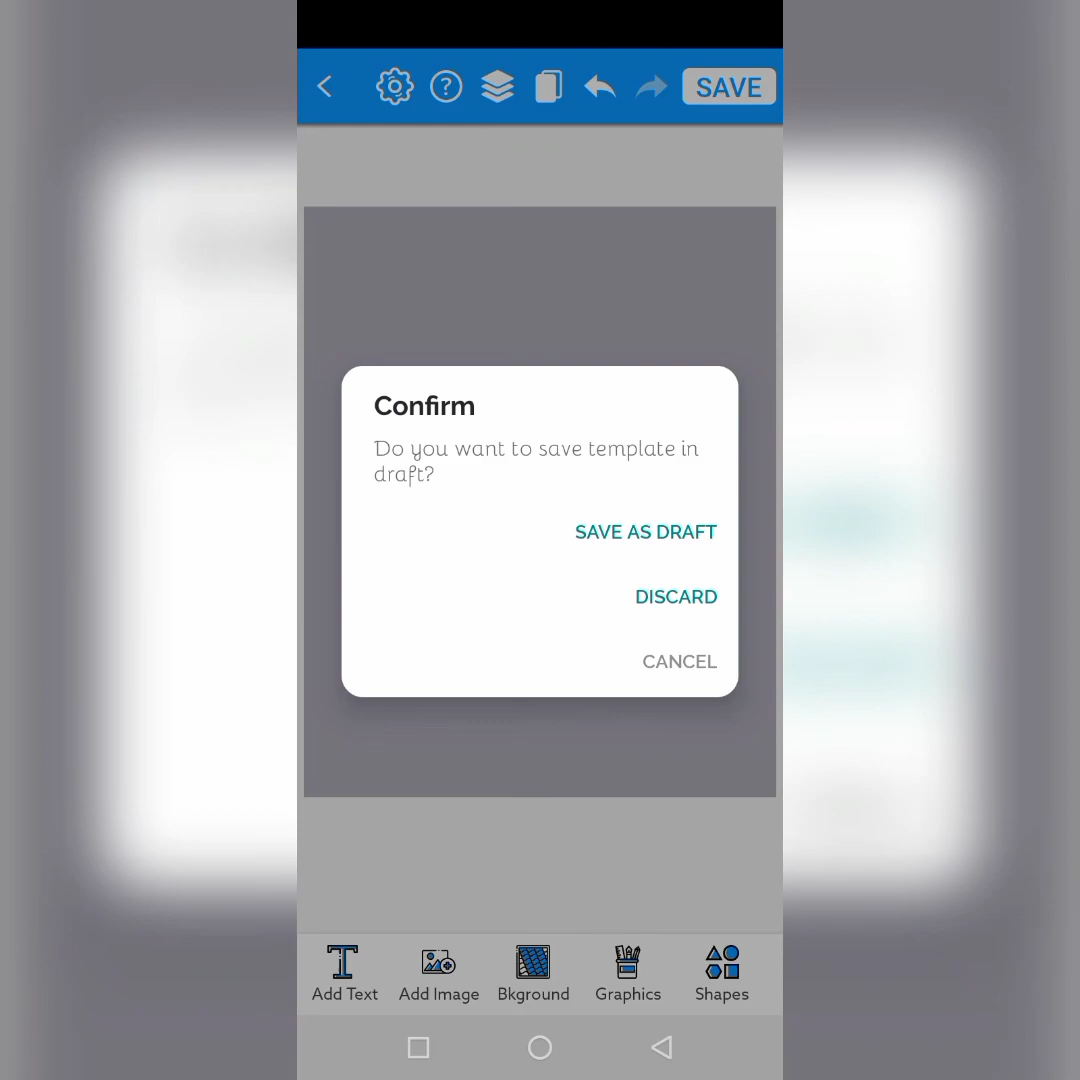 SAVE
Confirm
Do you want to save template in
draft?
SAVE AS DRAFT
DISCARD
CANCEL
Add Text
Add Image
Bkground
Graphics
Shapes